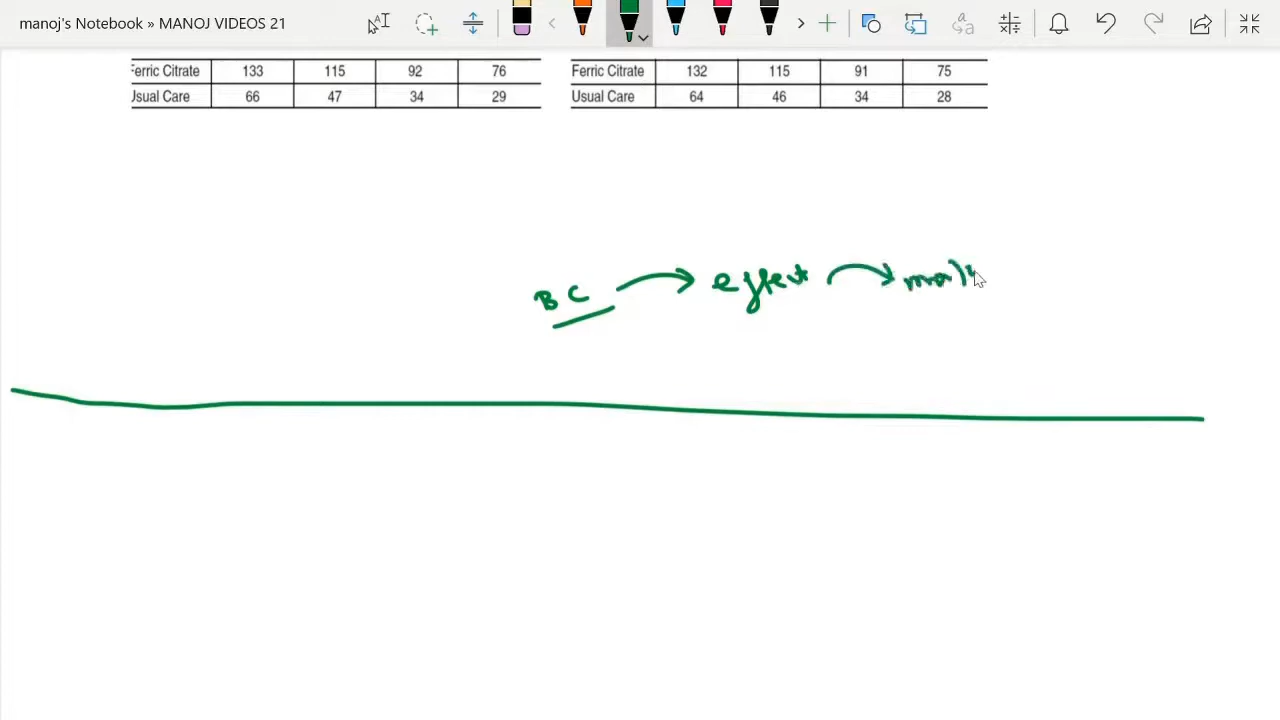 manoj's Notebook » MANOJ VIDEOS 21
Ferric Citrate 133 115 92 76
Usual Care 66 47 34 29
Ferric Citrate 132 115 91 75
Usual Care 64 46 34 28
BC effect